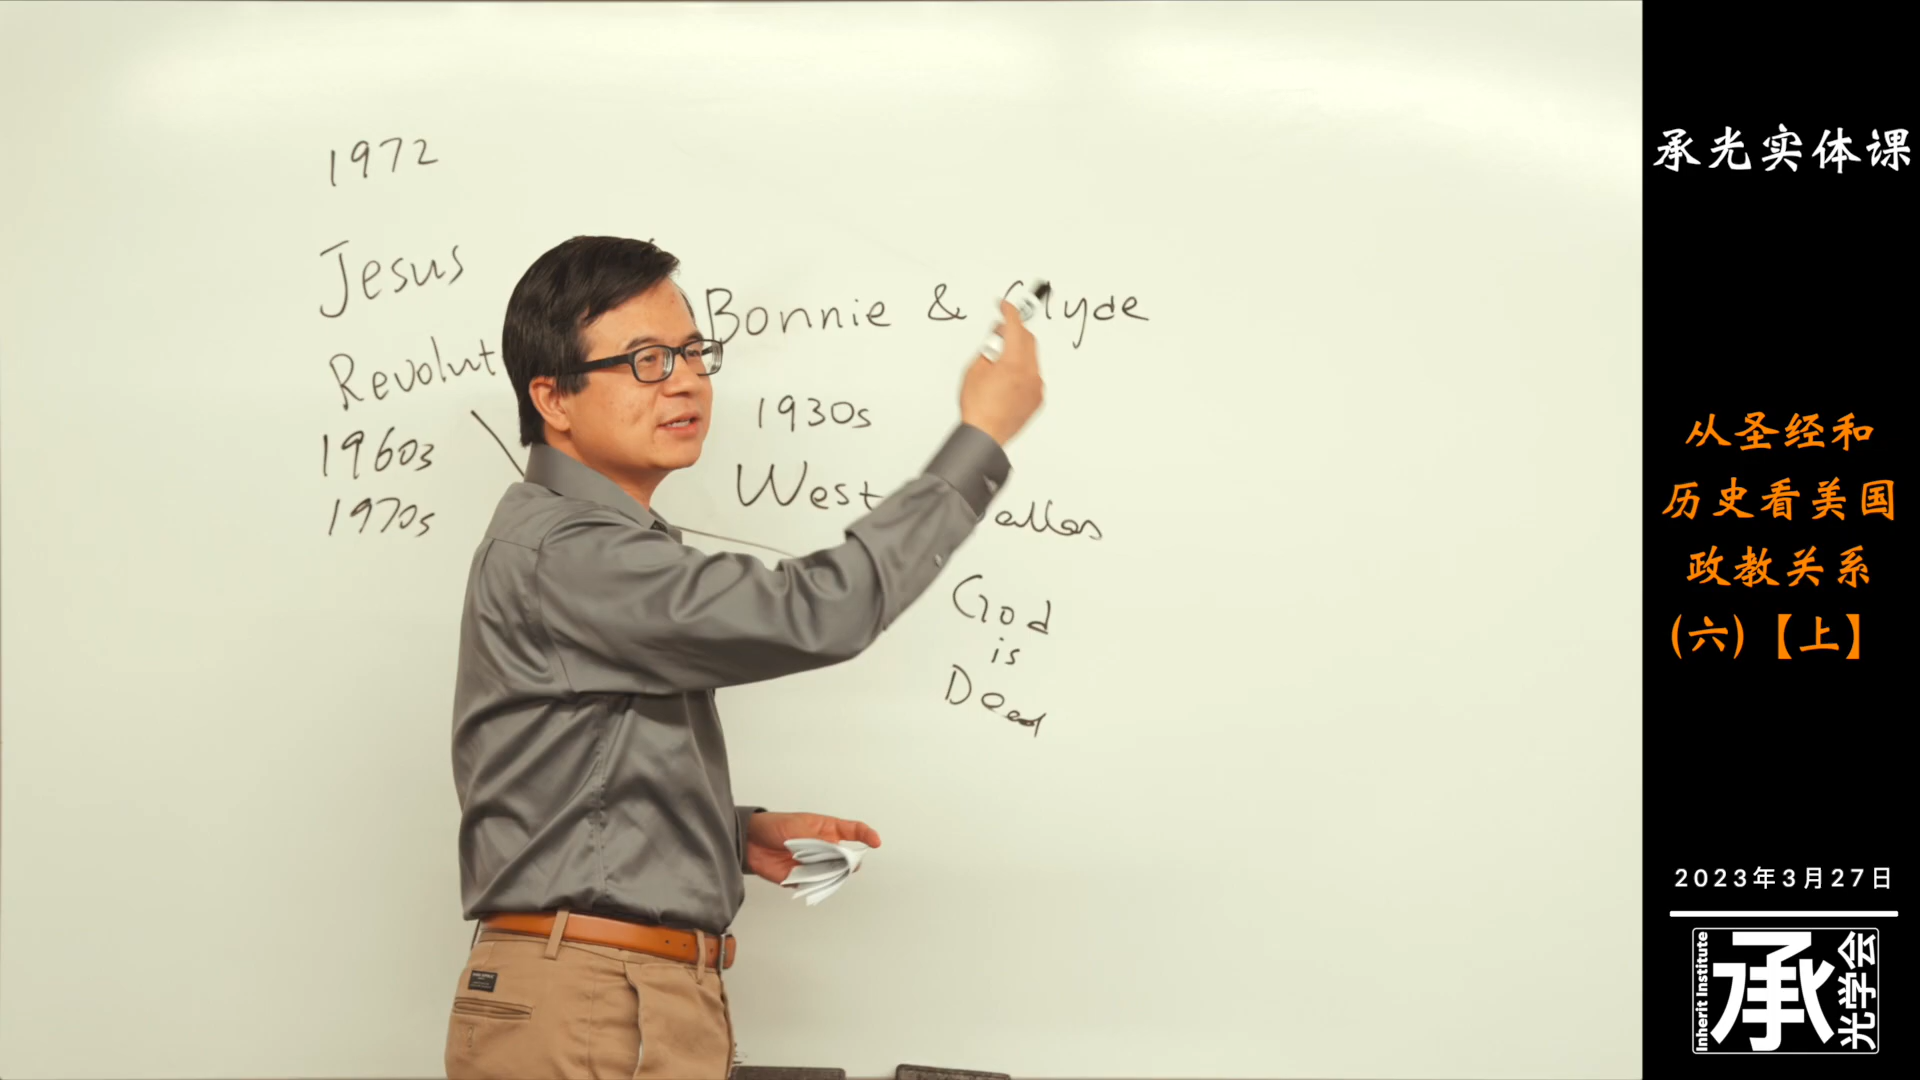 1972
Jesus
Revolut
1960s
1970s
Bonnie & Clyde
1930s
West Dallas
God
is
Dead
承光实体课
从圣经和
历史看美国
政教关系
(六)【上】
2023年3月27日
Inherit Institute
承
光学会